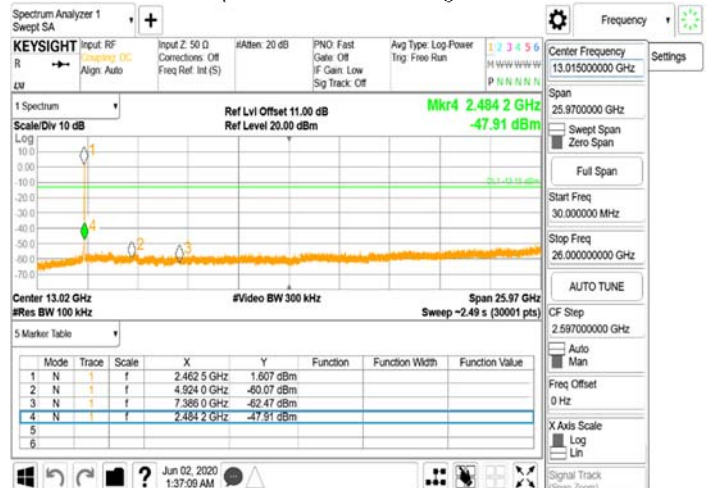 Spectrum Analyzer 1
Swept SA
Frequency
KEYSIGHT
R
Input: RF
Coupling: DC
Align: Auto
Input Z: 50 Ω
Corrections: Off
Freq Ref: Int (S)
#Atten: 20 dB
PNO: Fast
Gate: Off
IF Gain: Low
Sig Track: Off
Avg Type: Log-Power
Trig: Free Run
1 2 3 4 5 6
M W W W W W
P N N N N N
Settings
1 Spectrum
Scale/Div 10 dB
Log
Ref Lvl Offset 11.00 dB
Ref Level 20.00 dBm
Mkr4 2.484 2 GHz
-47.91 dBm
10.0
0.00
-10.0
-20.0
-30.0
-40.0
-50.0
-60.0
-70.0
1
2
3
4
Center 13.02 GHz
#Res BW 100 kHz
#Video BW 300 kHz
Span 25.97 GHz
Sweep ~2.49 s (30001 pts)
5 Marker Table
Mode Trace Scale X Y Function Function Width Function Value
1 N 1 f 2.462 5 GHz 1.607 dBm
2 N 1 f 4.924 0 GHz -60.07 dBm
3 N 1 f 7.386 0 GHz -62.47 dBm
4 N 1 f 2.484 2 GHz -47.91 dBm
5
6
Jun 02, 2020
1:37:09 AM
Center Frequency
13.015000000 GHz
Span
25.9700000 GHz
Swept Span
Zero Span
Full Span
Start Freq
30.000000 MHz
Stop Freq
26.000000000 GHz
AUTO TUNE
CF Step
2.597000000 GHz
Auto
Man
Freq Offset
0 Hz
X Axis Scale
Log
Lin
Signal Track